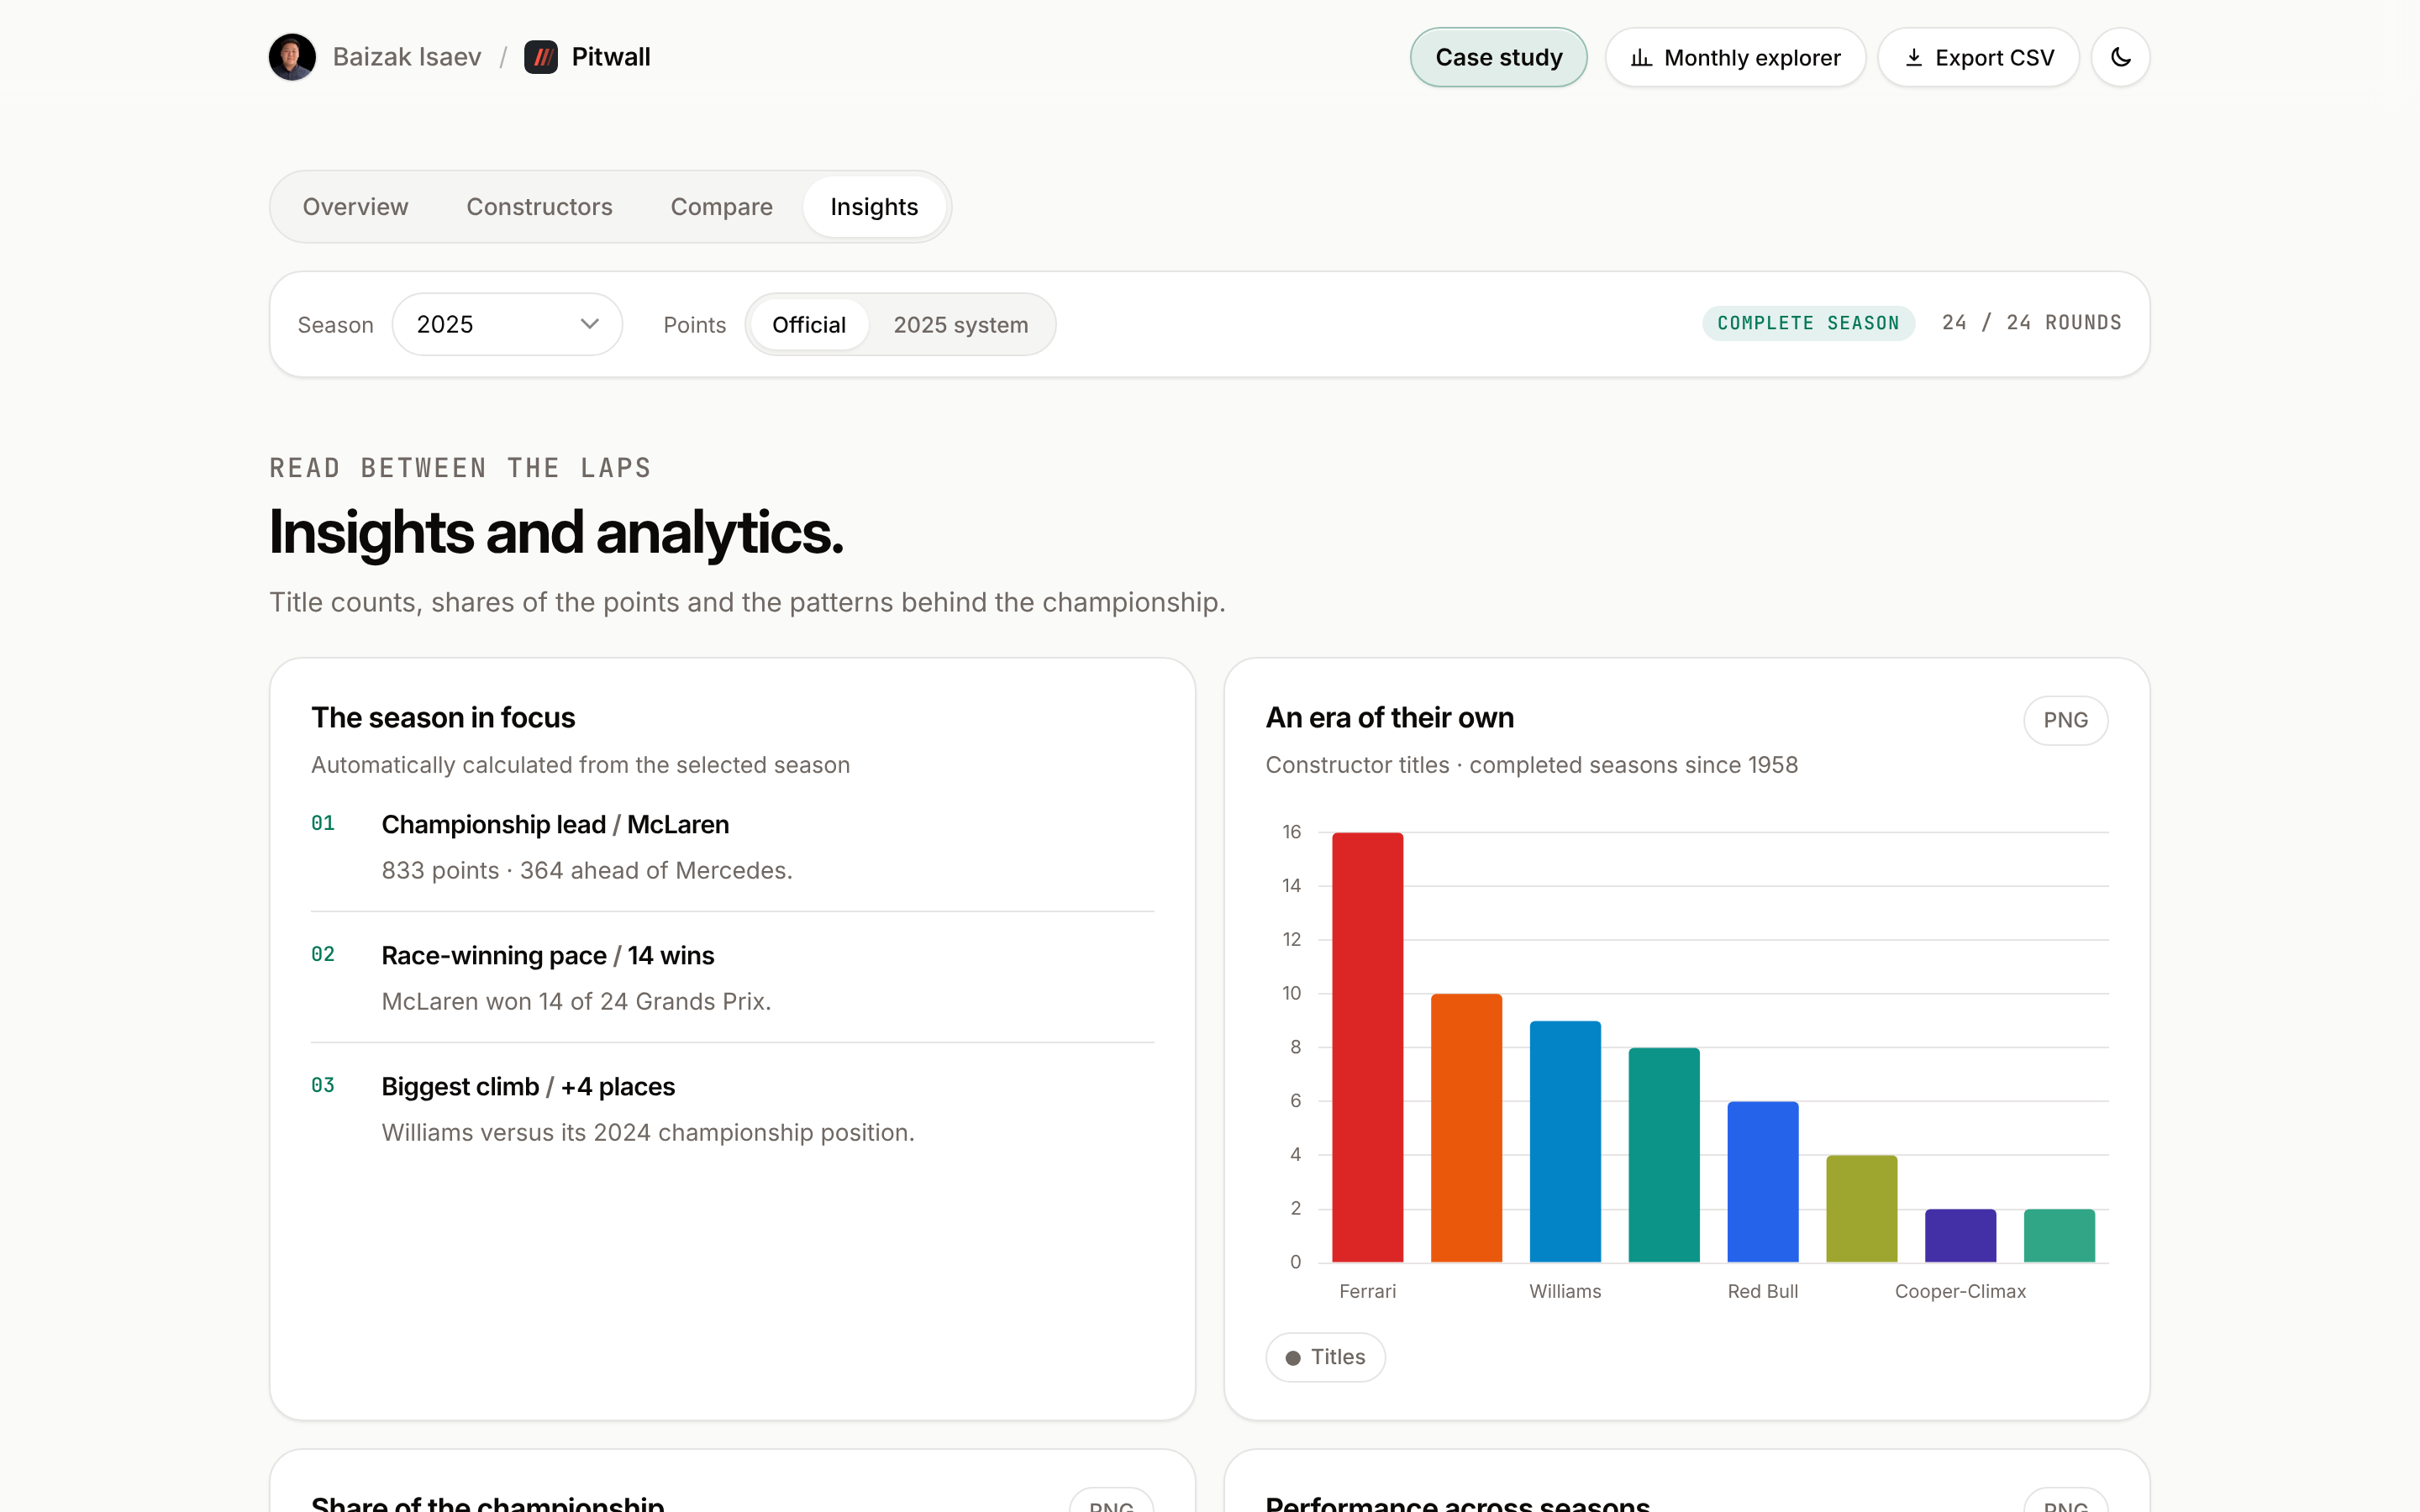 Baizak Isaev / Pitwall
Case study
Monthly explorer
Export CSV
Overview
Constructors
Compare
Insights
Season
2025
Points
Official
2025 system
COMPLETE SEASON
24 / 24 ROUNDS
READ BETWEEN THE LAPS
Insights and analytics.
Title counts, shares of the points and the patterns behind the championship.
The season in focus
Automatically calculated from the selected season
01
Championship lead / McLaren
833 points · 364 ahead of Mercedes.
02
Race-winning pace / 14 wins
McLaren won 14 of 24 Grands Prix.
03
Biggest climb / +4 places
Williams versus its 2024 championship position.
An era of their own
PNG
Constructor titles · completed seasons since 1958
16
14
12
10
8
6
4
2
0
Ferrari
Williams
Red Bull
Cooper-Climax
Titles
Share of the championship
PNG
Performance across seasons
PNG